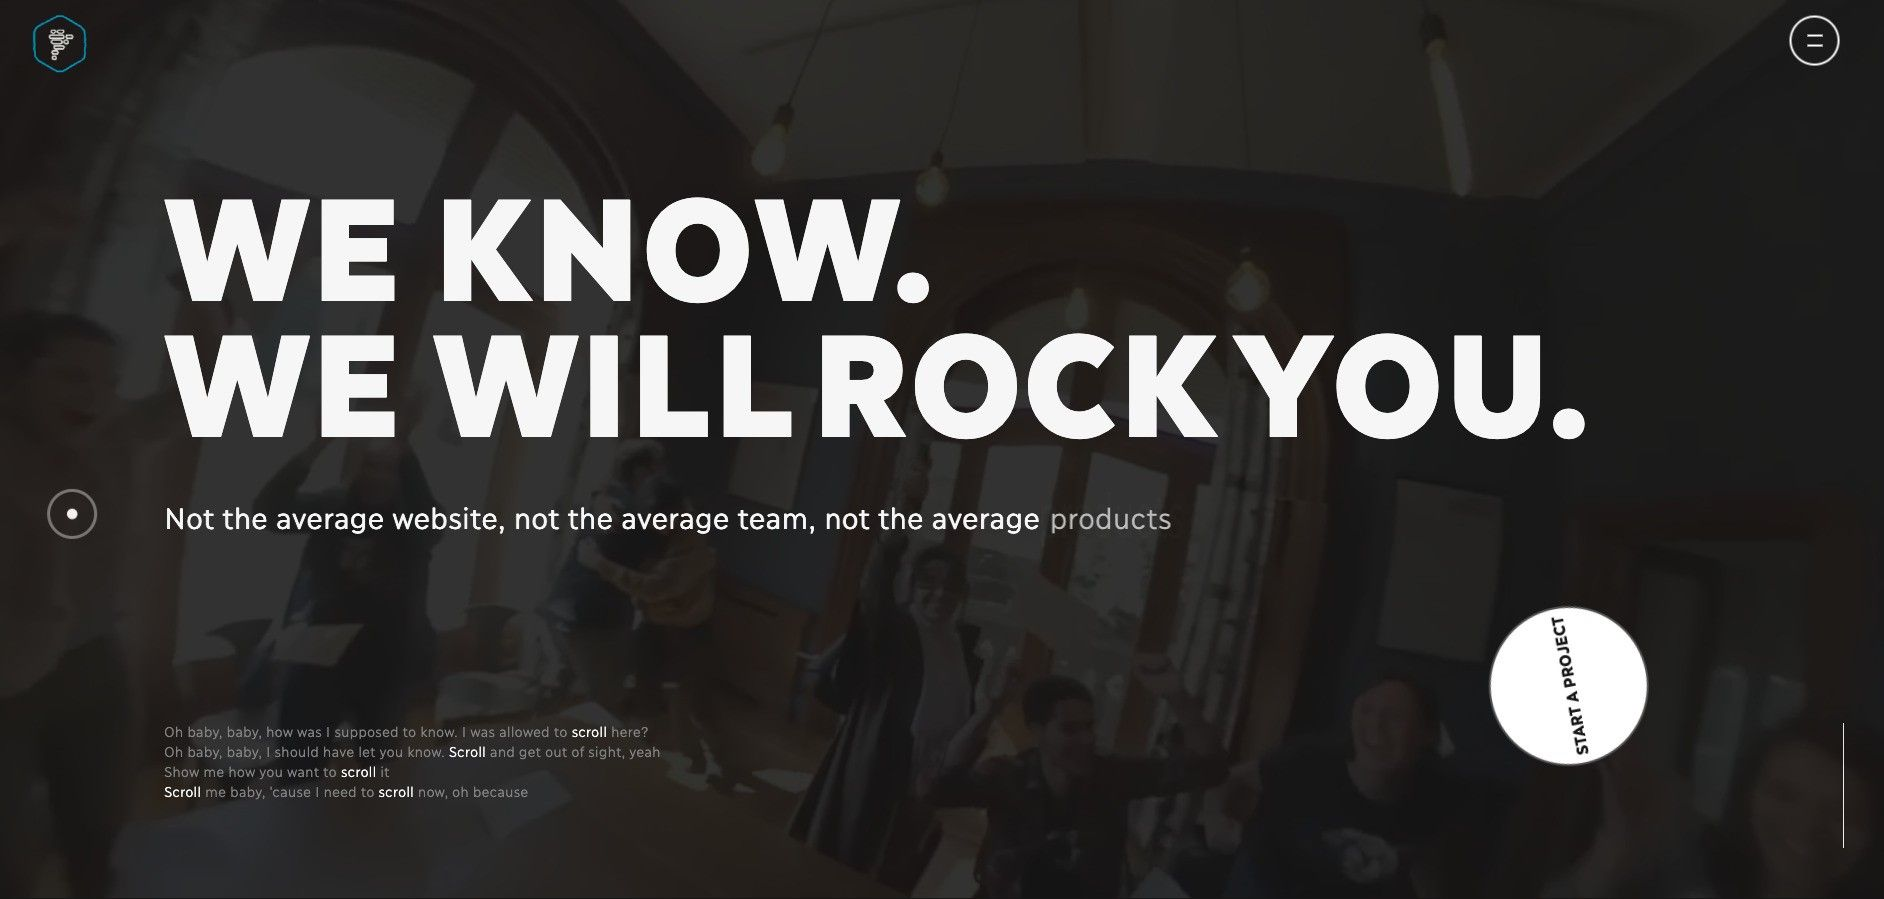 WE KNOW.
WE WILL ROCK YOU.
Not the average website, not the average team, not the average products
START A PROJECT
Oh baby, baby, how was I supposed to know. I was allowed to scroll here?
Oh baby, baby, I should have let you know. Scroll and get out of sight, yeah
Show me how you want to scroll it
Scroll me baby, 'cause I need to scroll now, oh because